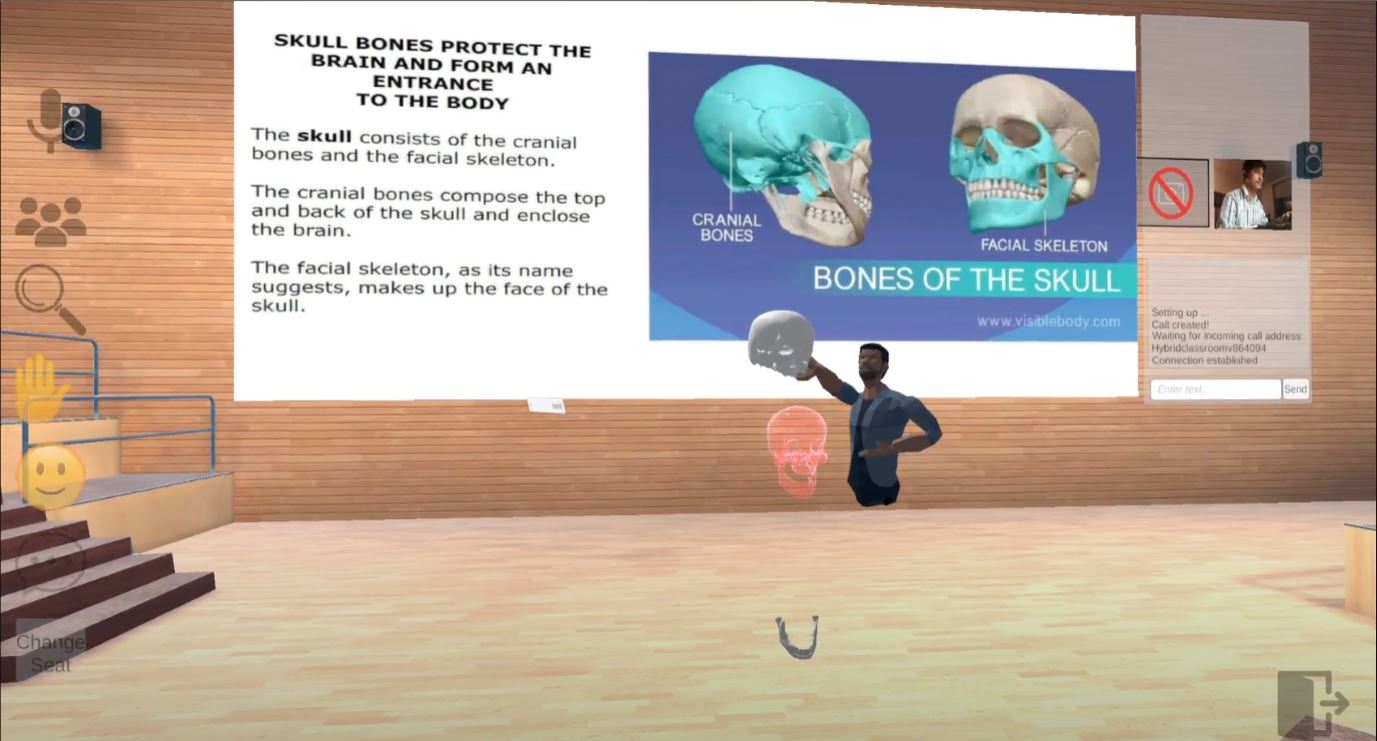 SKULL BONES PROTECT THE
BRAIN AND FORM AN
ENTRANCE
TO THE BODY
The skull consists of the cranial
bones and the facial skeleton.
The cranial bones compose the top
and back of the skull and enclose
the brain.
The facial skeleton, as its name
suggests, makes up the face of the
skull.
CRANIAL
BONES
FACIAL SKELETON
BONES OF THE SKULL
www.visiblebody.com
Setting up ...
Call created!
Waiting for incoming call address:
Hybridclassroomv864094
Connection established
Enter text...
Send
Change
Seat